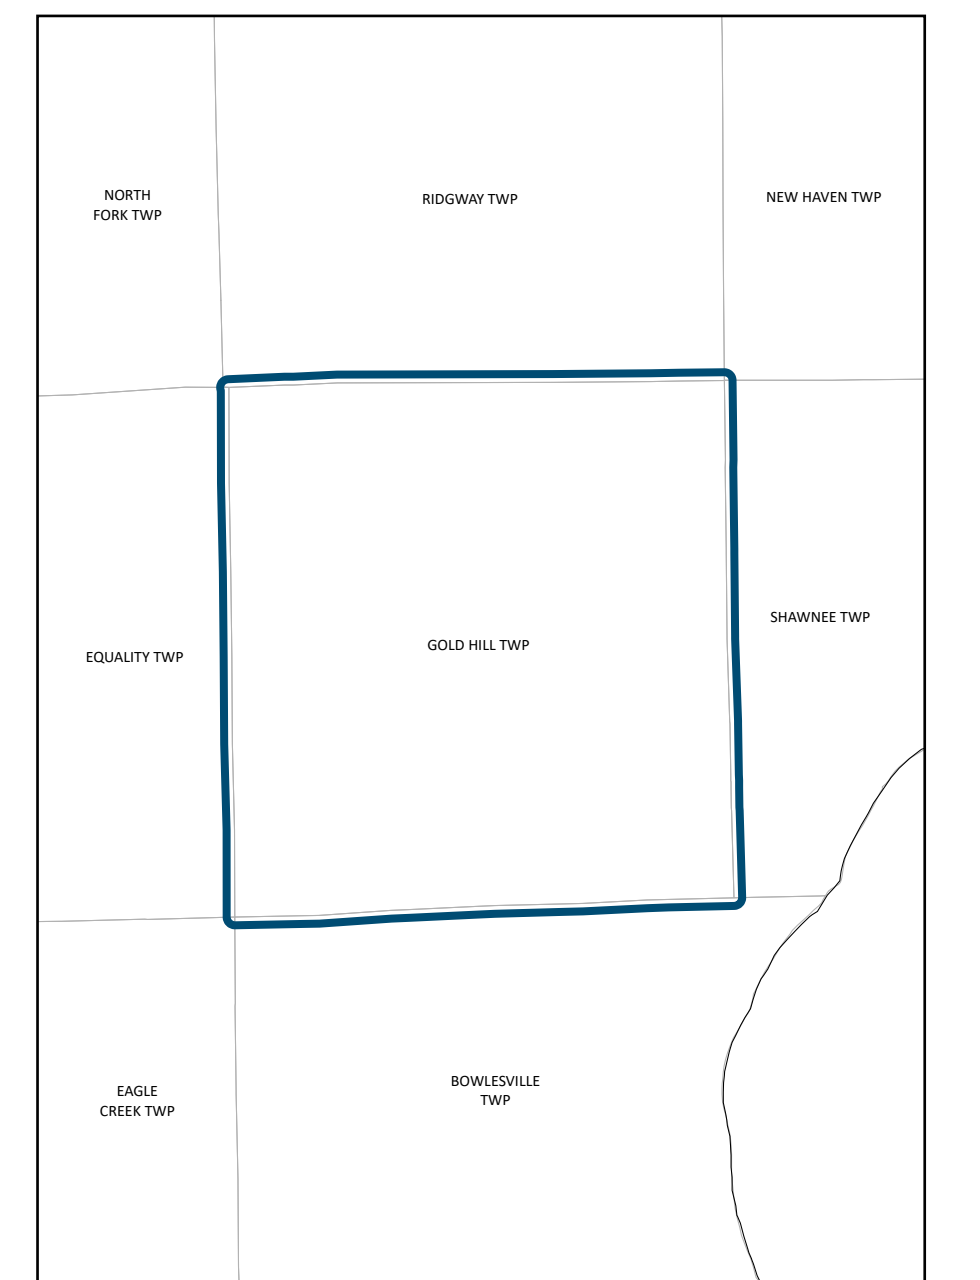 NORTH
FORK TWP
RIDGWAY TWP
NEW HAVEN TWP
EQUALITY TWP
GOLD HILL TWP
SHAWNEE TWP
EAGLE
CREEK TWP
BOWLESVILLE
TWP